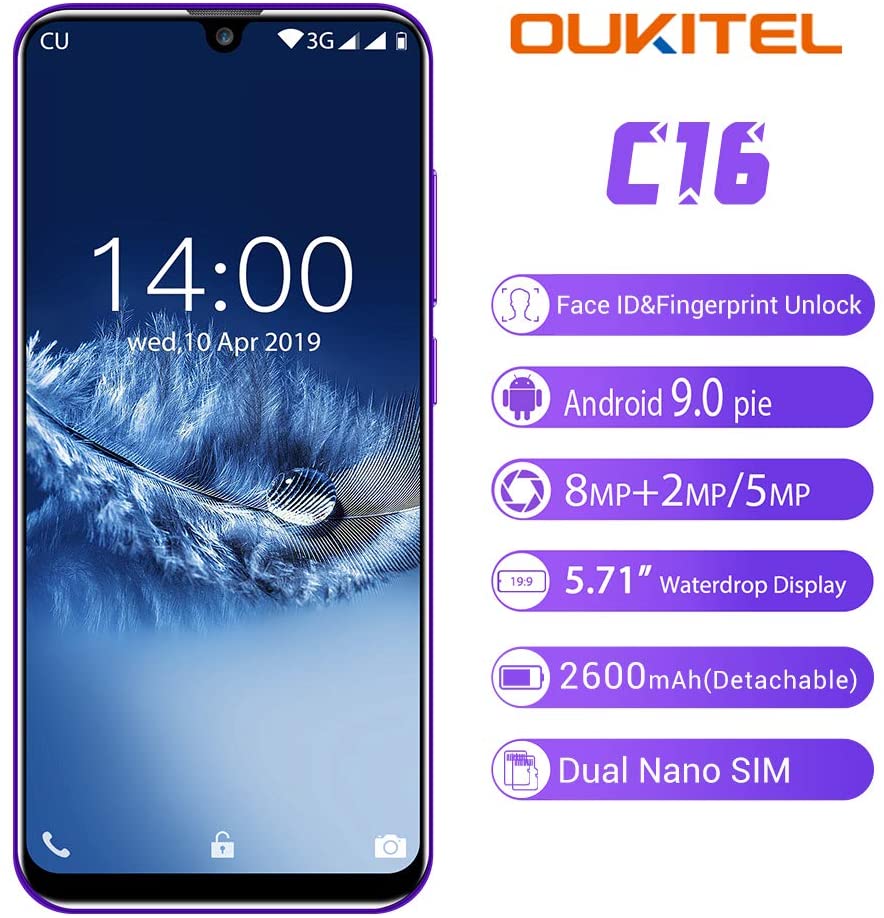 CU
3G
14:00
wed,10 Apr 2019
OUKITEL
C16
Face ID&Fingerprint Unlock
Android 9.0 pie
8MP+2MP/5MP
19:9
5.71” Waterdrop Display
2600mAh(Detachable)
Dual Nano SIM